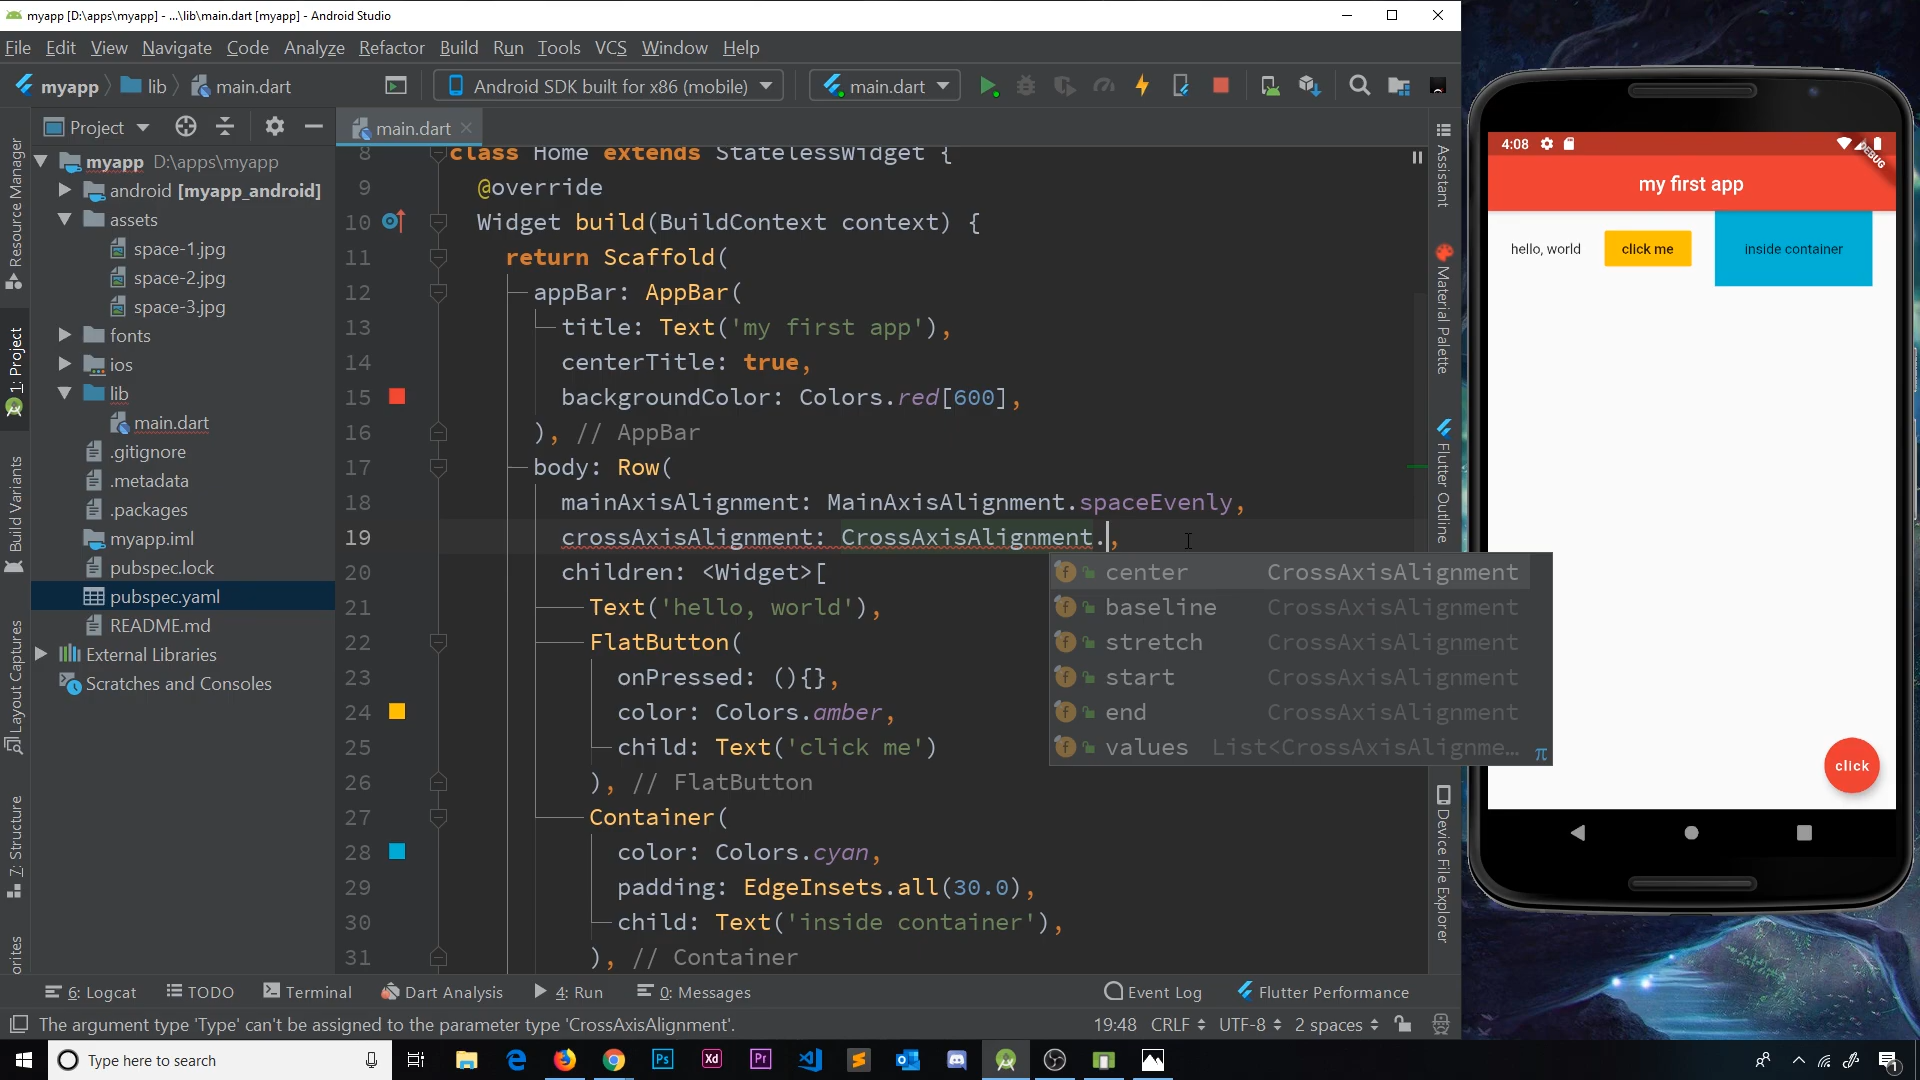 myapp [D:\apps\myapp] - ...\lib\main.dart [myapp] - Android Studio
File Edit View Navigate Code Analyze Refactor Build Run Tools VCS Window Help
myapp lib main.dart Android SDK built for x86 (mobile) main.dart
Project main.dart
Resource Manager
1: Project
Build Variants
Layout Captures
7: Structure
orites
myapp D:\apps\myapp
android [myapp_android]
assets
space-1.jpg
space-2.jpg
space-3.jpg
fonts
ios
lib
main.dart
.gitignore
.metadata
.packages
myapp.iml
pubspec.lock
pubspec.yaml
README.md
External Libraries
Scratches and Consoles
8 class Home extends StatelessWidget {
9 @override
10 Widget build(BuildContext context) {
11 return Scaffold(
12 appBar: AppBar(
13 title: Text('my first app'),
14 centerTitle: true,
15 backgroundColor: Colors.red[600],
16 ), // AppBar
17 body: Row(
18 mainAxisAlignment: MainAxisAlignment.spaceEvenly,
19 crossAxisAlignment: CrossAxisAlignment.,
20 children: <Widget>[
21 Text('hello, world'),
22 FlatButton(
23 onPressed: (){},
24 color: Colors.amber,
25 child: Text('click me')
26 ), // FlatButton
27 Container(
28 color: Colors.cyan,
29 padding: EdgeInsets.all(30.0),
30 child: Text('inside container'),
31 ), // Container
center CrossAxisAlignment
baseline CrossAxisAlignment
stretch CrossAxisAlignment
start CrossAxisAlignment
end CrossAxisAlignment
values List<CrossAxisAlignme... π
Assistant
Material Palette
Flutter Outline
Device File Explorer
4:08
DEBUG
my first app
hello, world click me inside container
click
6: Logcat TODO Terminal Dart Analysis 4: Run 0: Messages Event Log Flutter Performance
The argument type 'Type' can't be assigned to the parameter type 'CrossAxisAlignment'. 19:48 CRLF UTF-8 2 spaces
Type here to search Ps Xd Pr 1